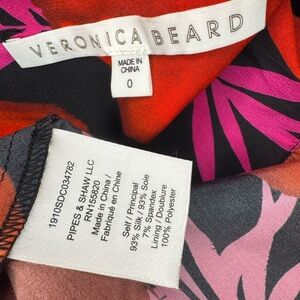 VERONICA BEARD
MADE IN
CHINA
0
1910SDC034782
PIPES & SHAW LLC
RN155820
Made in China /
Fabriqué en Chine
Self / Principal
93% Silk / 93% Soie
7% Spandex
Lining / Doublure
100% Polyester